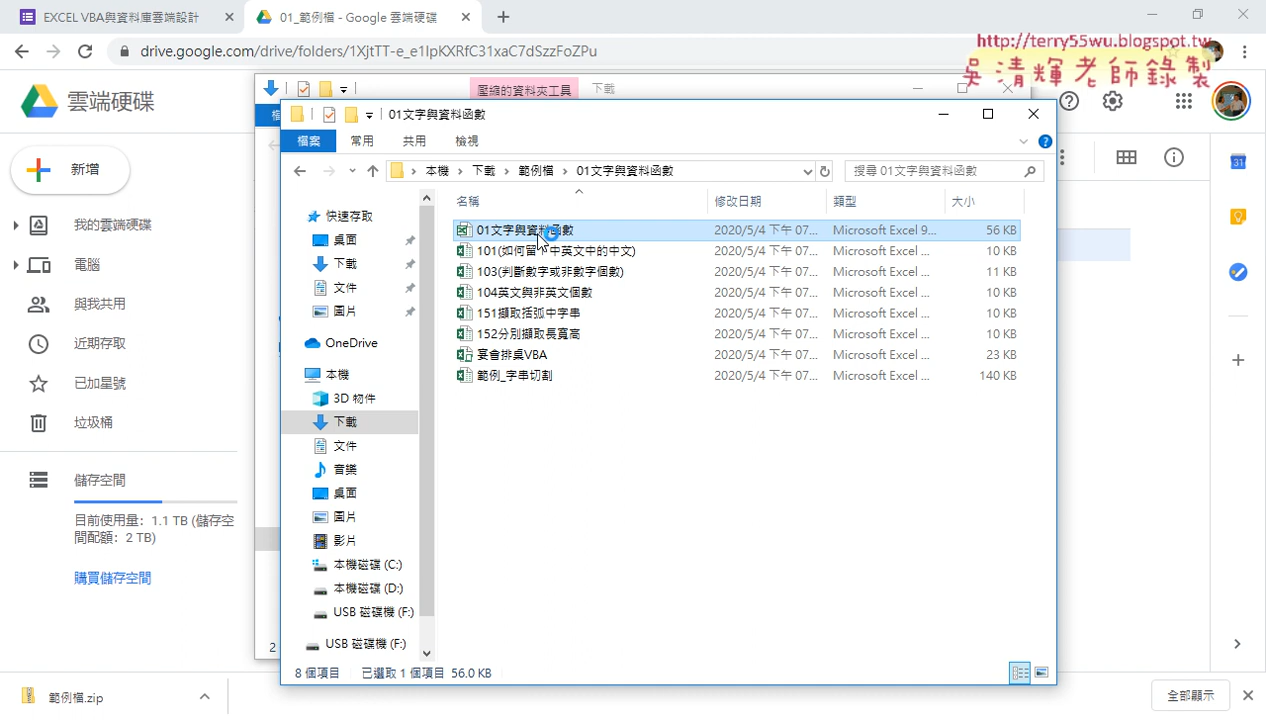 EXCEL VBA與資料庫雲端設計
01_範例檔 - Google 雲端硬碟
drive.google.com/drive/folders/1XjtTT-e_e1IpKXRfC31xaC7dSzzFoZPu
http://terry55wu.blogspot.tw
吳清輝老師錄製
雲端硬碟
壓縮的資料夾工具
下載
01文字與資料函數
檔案
常用
共用
檢視
新增
本機
下載
範例檔
01文字與資料函數
搜尋 01文字與資料函數
名稱
修改日期
類型
大小
我的雲端硬碟
電腦
與我共用
近期存取
已加星號
垃圾桶
儲存空間
目前使用量: 1.1 TB (儲存空
間配額: 2 TB)
購買儲存空間
快速存取
桌面
下載
文件
圖片
OneDrive
本機
3D 物件
下載
文件
音樂
桌面
圖片
影片
本機磁碟 (C:)
本機磁碟 (D:)
USB 磁碟機 (F:)
USB 磁碟機 (F:)
01文字與資料函數 2020/5/4 下午 07... Microsoft Excel 9... 56 KB
101(如何留下中英文中的中文) 2020/5/4 下午 07... Microsoft Excel ... 10 KB
103(判斷數字或非數字個數) 2020/5/4 下午 07... Microsoft Excel ... 11 KB
104英文與非英文個數 2020/5/4 下午 07... Microsoft Excel ... 10 KB
151擷取括弧中字串 2020/5/4 下午 07... Microsoft Excel ... 10 KB
152分別擷取長寬高 2020/5/4 下午 07... Microsoft Excel ... 10 KB
宴會排桌VBA 2020/5/4 下午 07... Microsoft Excel ... 23 KB
範例_字串切割 2020/5/4 下午 07... Microsoft Excel ... 140 KB
31
2
8 個項目
已選取 1 個項目 56.0 KB
範例檔.zip
全部顯示